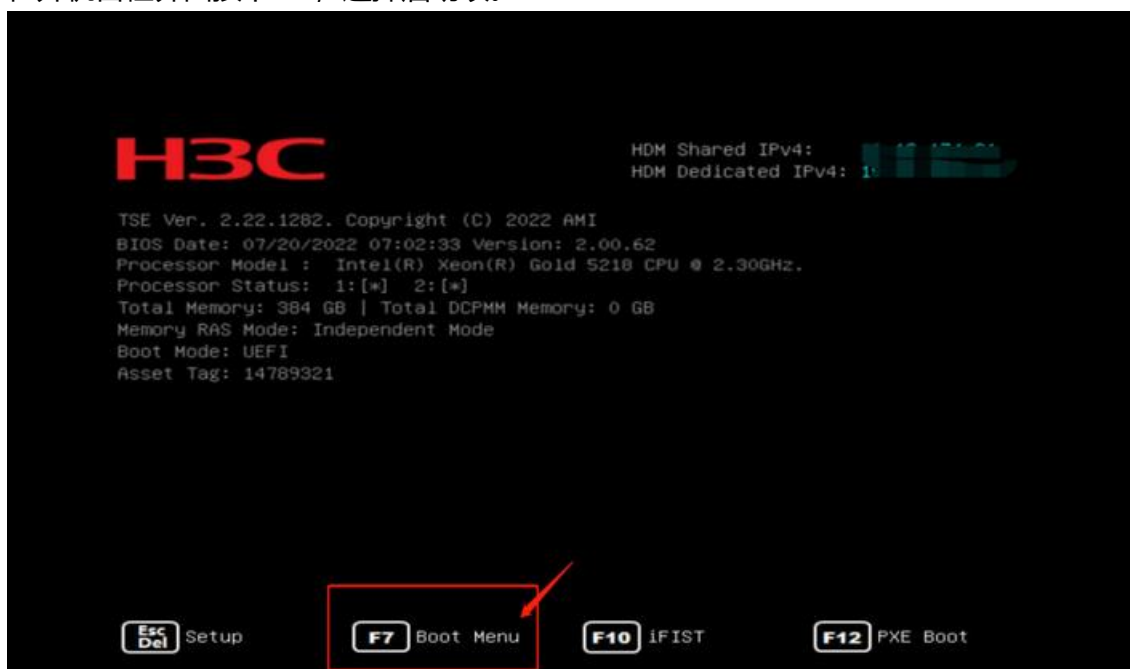 H3C
HDM Shared IPv4:
HDM Dedicated IPv4: 1
TSE Ver. 2.22.1282. Copyright (C) 2022 AMI
BIOS Date: 07/20/2022 07:02:33 Version: 2.00.62
Processor Model : Intel(R) Xeon(R) Gold 5218 CPU @ 2.30GHz.
Processor Status: 1:[*] 2:[*]
Total Memory: 384 GB | Total DCPMM Memory: 0 GB
Memory RAS Mode: Independent Mode
Boot Mode: UEFI
Asset Tag: 14789321
Esc Del Setup F7 Boot Menu F10 iFIST F12 PXE Boot